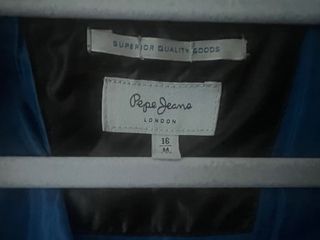 SUPERIOR QUALITY GOODS
Pepe Jeans
LONDON
16
M